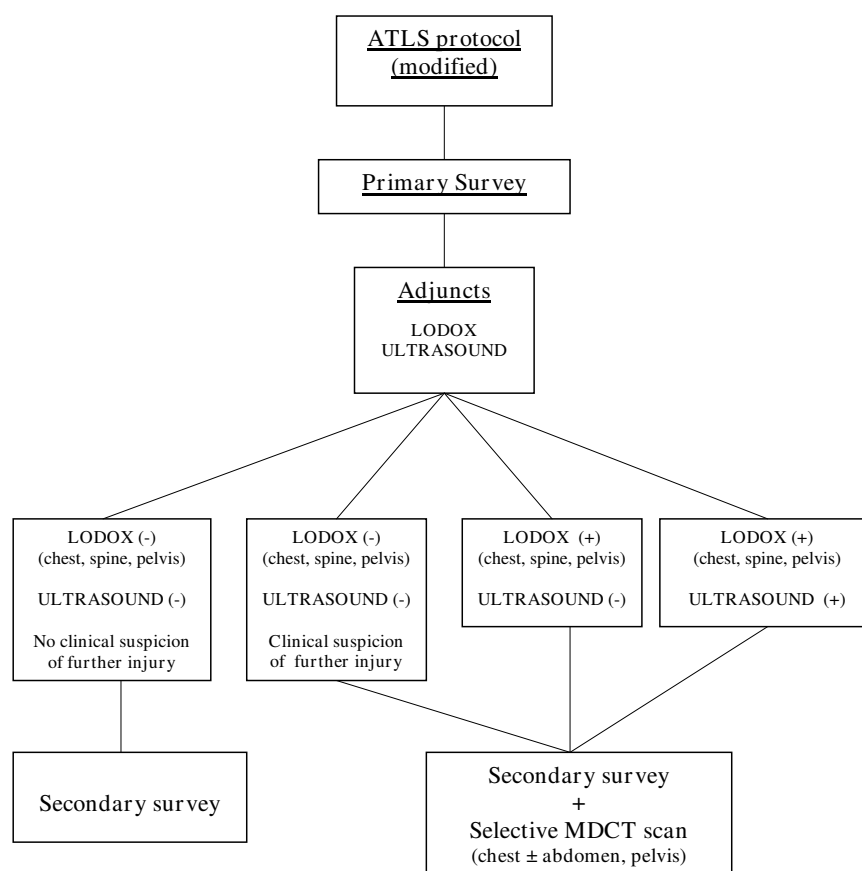 ATLS protocol
(modified)
Primary Survey
Adjuncts
LODOX
ULTRASOUND
LODOX (-)
(chest, spine, pelvis)
ULTRASOUND (-)
No clinical suspicion
of further injury
LODOX (-)
(chest, spine, pelvis)
ULTRASOUND (-)
Clinical suspicion
of further injury
LODOX (+)
(chest, spine, pelvis)
ULTRASOUND (-)
LODOX (+)
(chest, spine, pelvis)
ULTRASOUND (+)
Secondary survey
Secondary survey
+
Selective MDCT scan
(chest ± abdomen, pelvis)